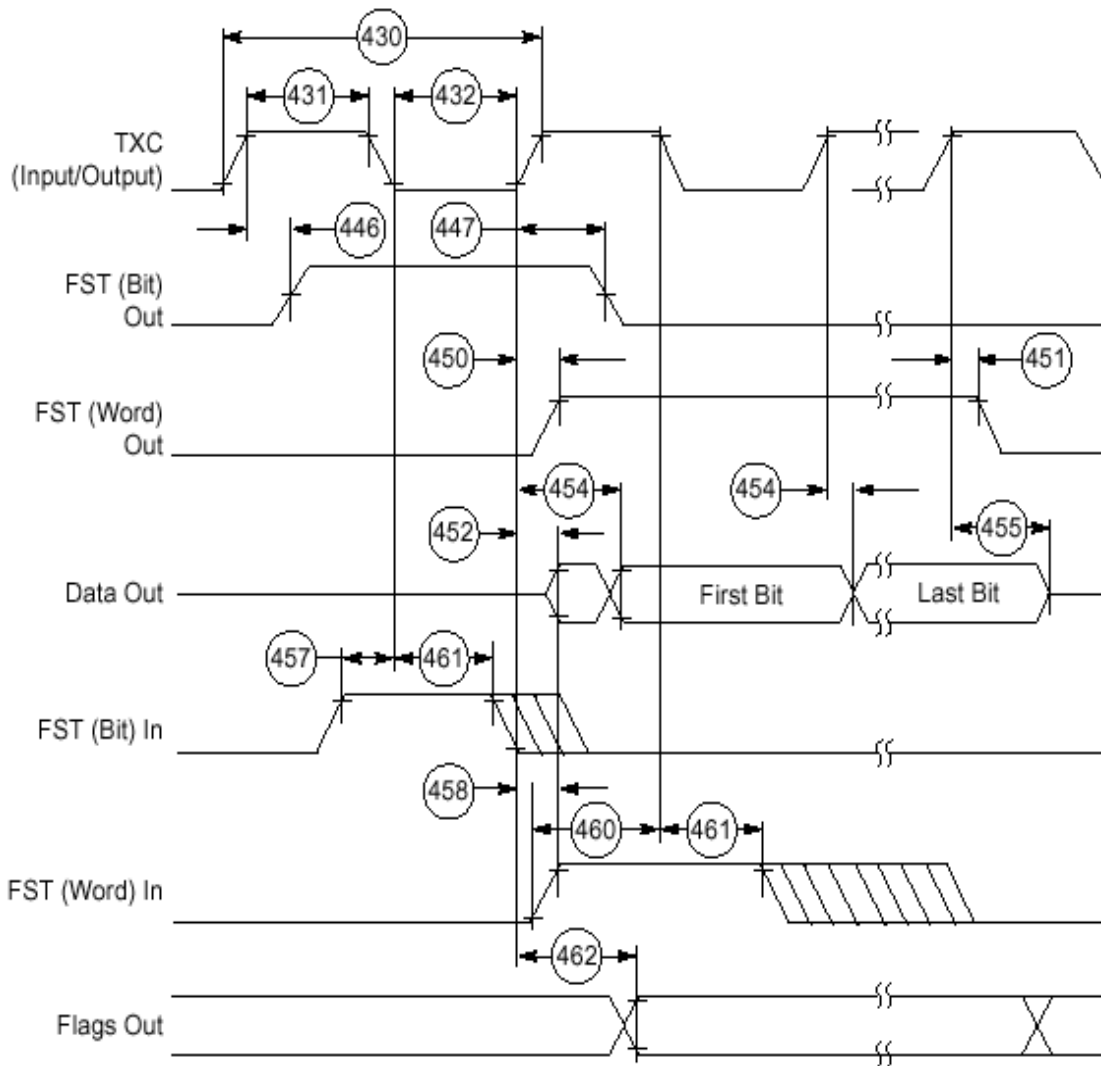 430
431
432
TXC
(Input/Output)
446
447
FST (Bit)
Out
450
451
FST (Word)
Out
454
454
452
455
Data Out
First Bit
Last Bit
457
461
FST (Bit) In
458
460
461
FST (Word) In
462
Flags Out